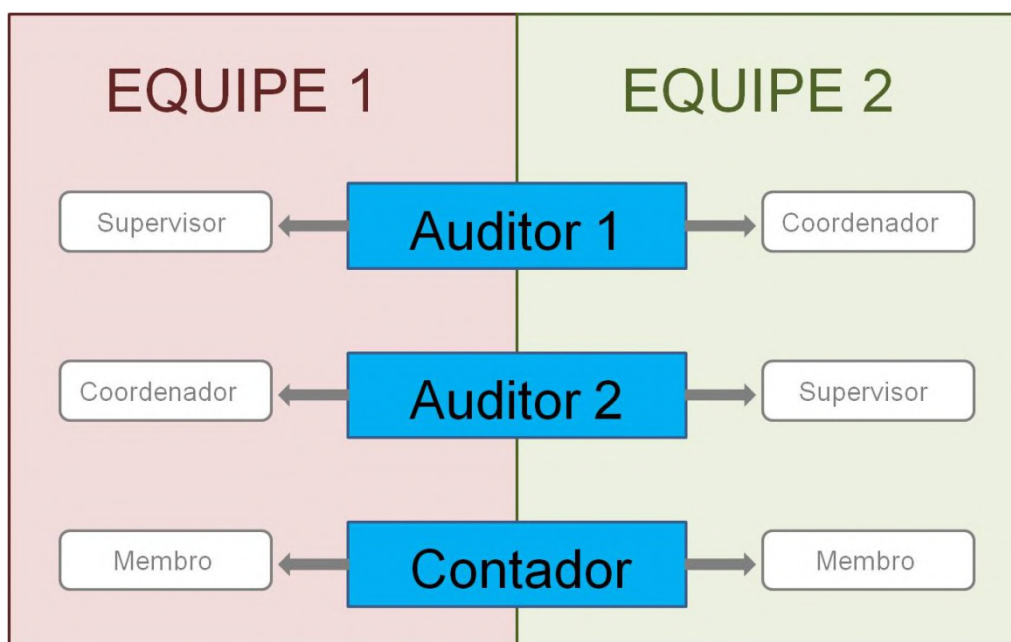 EQUIPE 1
EQUIPE 2
Supervisor
Auditor 1
Coordenador
Coordenador
Auditor 2
Supervisor
Membro
Contador
Membro